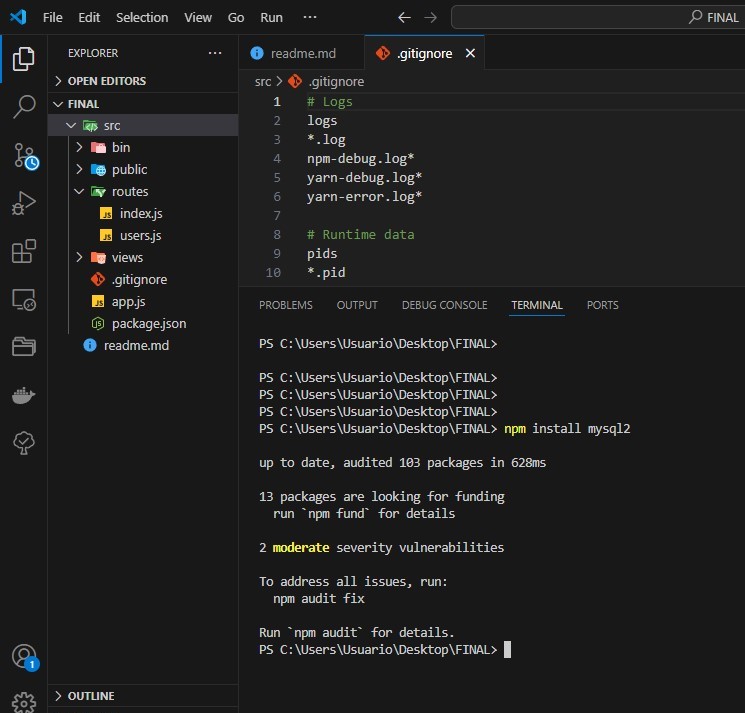 File Edit Selection View Go Run ··· ← → FINAL
EXPLORER ···
OPEN EDITORS
FINAL
src
bin
public
routes
JS index.js
JS users.js
views
.gitignore
JS app.js
package.json
readme.md
OUTLINE
1
readme.md .gitignore ×
src > .gitignore
1 # Logs
2 logs
3 *.log
4 npm-debug.log*
5 yarn-debug.log*
6 yarn-error.log*
7
8 # Runtime data
9 pids
10 *.pid
PROBLEMS OUTPUT DEBUG CONSOLE TERMINAL PORTS
PS C:\Users\Usuario\Desktop\FINAL>
PS C:\Users\Usuario\Desktop\FINAL>
PS C:\Users\Usuario\Desktop\FINAL>
PS C:\Users\Usuario\Desktop\FINAL>
PS C:\Users\Usuario\Desktop\FINAL> npm install mysql2
up to date, audited 103 packages in 628ms
13 packages are looking for funding
run `npm fund` for details
2 moderate severity vulnerabilities
To address all issues, run:
npm audit fix
Run `npm audit` for details.
PS C:\Users\Usuario\Desktop\FINAL>